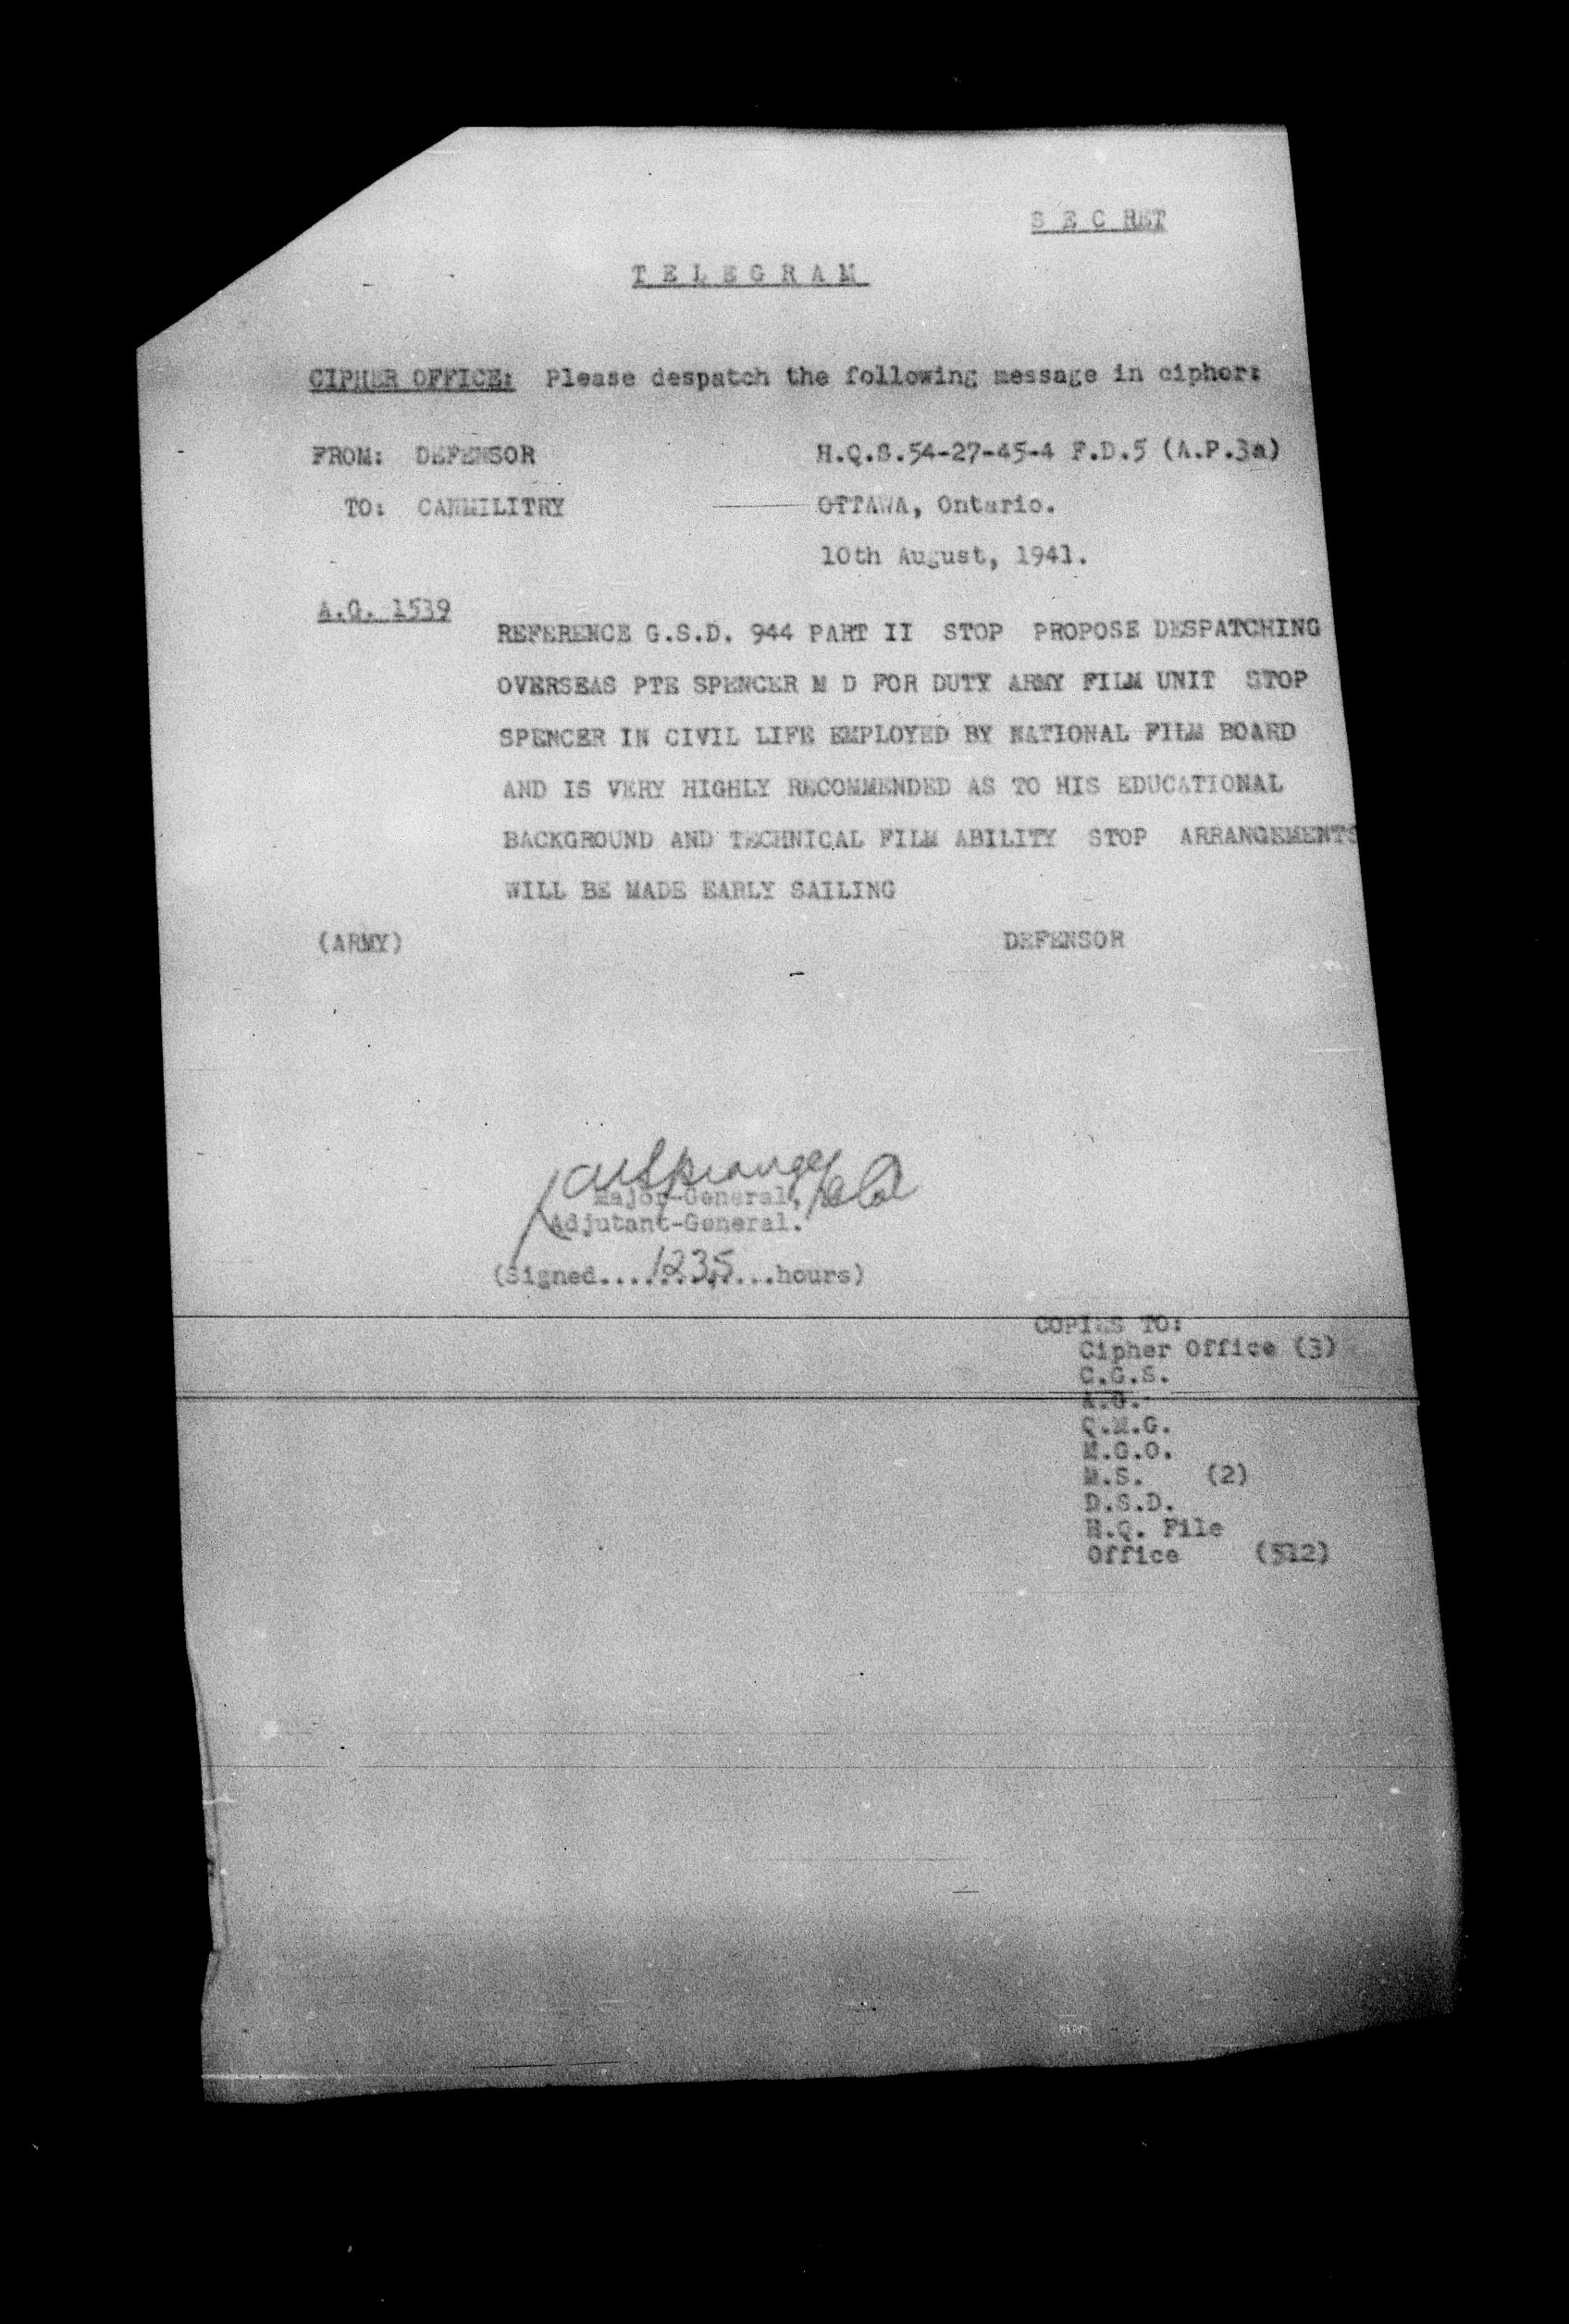 S E C RET
T E L E G R A M
CIPHER OFFICE: Please despatch the following message in cipher:
FROM: DEFENSOR H.Q.S.54-27-45-4 F.D.5 (A.P.3a)
TO: CANMILITRY OTTAWA, Ontario.
10th August, 1941.
A.G. 1539
REFERENCE G.S.D. 944 PART II STOP PROPOSE DESPATCHING
OVERSEAS PTE SPENCER M D FOR DUTY ARMY FILM UNIT STOP
SPENCER IN CIVIL LIFE EMPLOYED BY NATIONAL FILM BOARD
AND IS VERY HIGHLY RECOMMENDED AS TO HIS EDUCATIONAL
BACKGROUND AND TECHNICAL FILM ABILITY STOP ARRANGEMENTS
WILL BE MADE EARLY SAILING
(ARMY) DEFENSOR
Major-General,
Adjutant-General.
(Signed....1235....hours)
COPIES TO:
Cipher Office (3)
C.G.S.
A.G.
Q.M.G.
M.G.O.
M.S. (2)
D.S.D.
H.Q. File
Office (512)